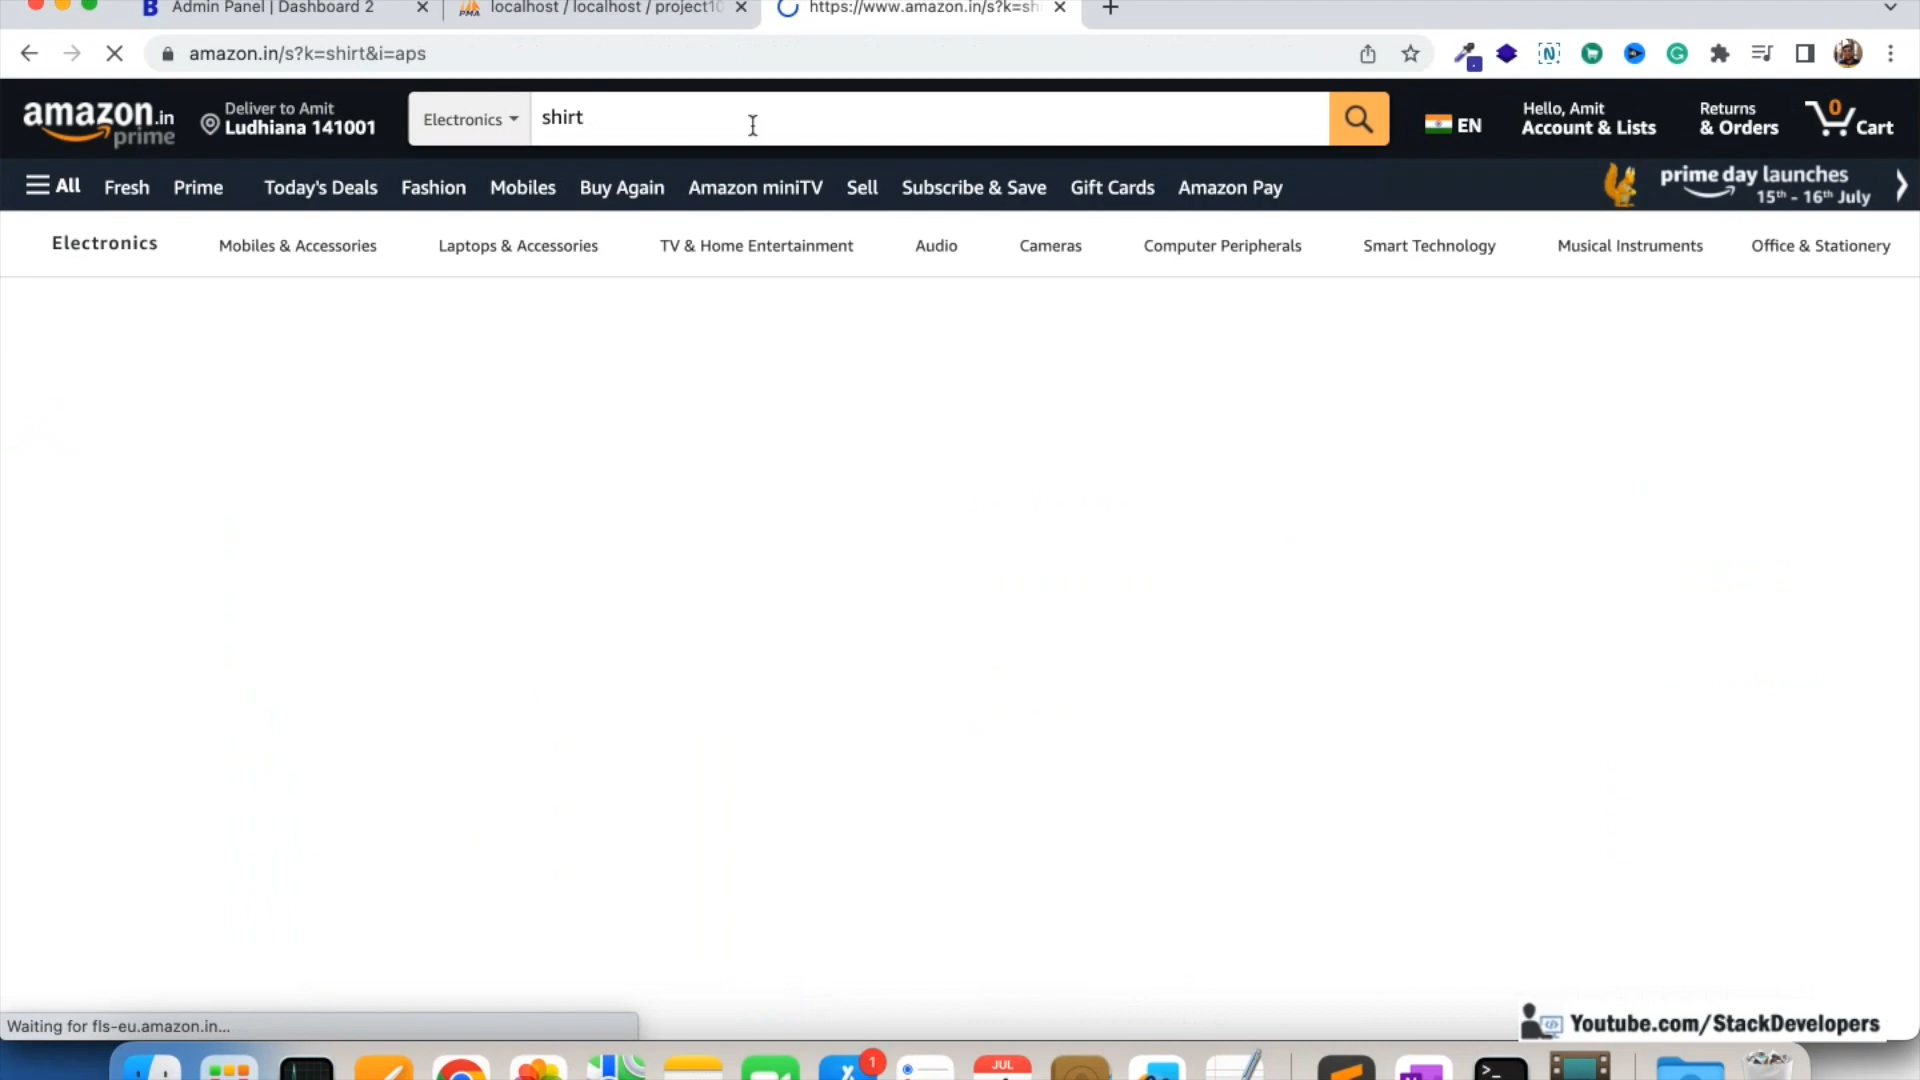 Admin Panel | Dashboard 2
localhost / localhost / project10
https://www.amazon.in/s?k=sh
amazon.in/s?k=shirt&i=aps
amazon.in
prime
Deliver to Amit
Ludhiana 141001
Electronics
shirt
EN
Hello, Amit
Account & Lists
Returns
& Orders
0
Cart
All
Fresh
Prime
Today's Deals
Fashion
Mobiles
Buy Again
Amazon miniTV
Sell
Subscribe & Save
Gift Cards
Amazon Pay
prime day launches
15th - 16th July
Electronics
Mobiles & Accessories
Laptops & Accessories
TV & Home Entertainment
Audio
Cameras
Computer Peripherals
Smart Technology
Musical Instruments
Office & Stationery
Waiting for fls-eu.amazon.in...
Youtube.com/StackDevelopers
1
JUL